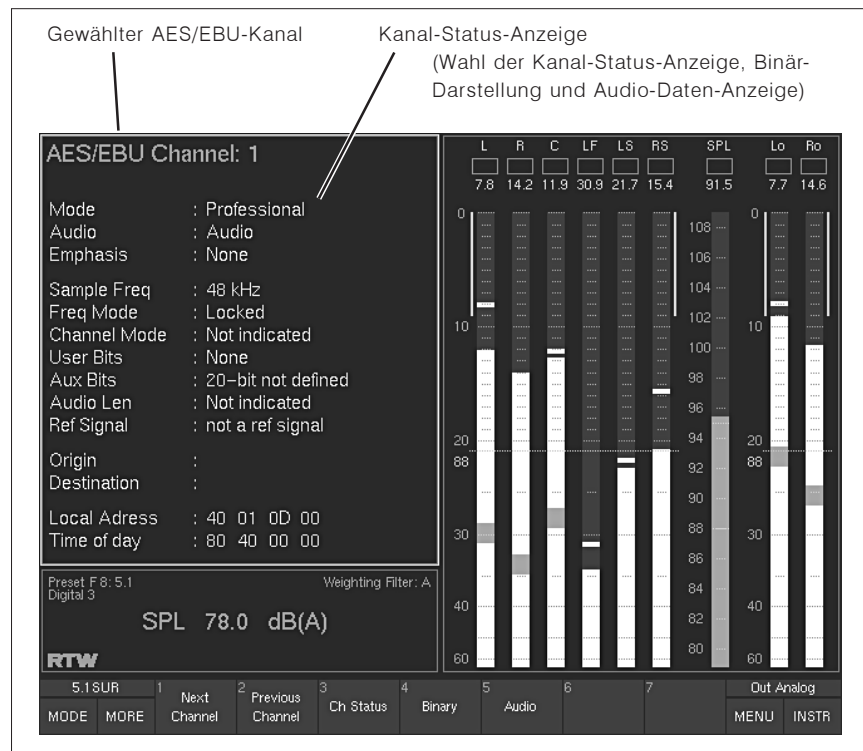 Gewählter AES/EBU-Kanal
Kanal-Status-Anzeige
(Wahl der Kanal-Status-Anzeige, Binär-
Darstellung und Audio-Daten-Anzeige)
AES/EBU Channel: 1
Mode : Professional
Audio : Audio
Emphasis : None
Sample Freq : 48 kHz
Freq Mode : Locked
Channel Mode : Not indicated
User Bits : None
Aux Bits : 20-bit not defined
Audio Len : Not indicated
Ref Signal : not a ref signal
Origin :
Destination :
Local Adress : 40 01 0D 00
Time of day : 80 40 00 00
Preset F 8: 5.1 Weighting Filter: A
Digital 3
SPL 78.0 dB(A)
RTW
L R C LF LS RS SPL Lo Ro
7.8 14.2 11.9 30.9 21.7 15.4 91.5 7.7 14.6
0 0
108
106
104
102
10 10
100
98
96
94
20 20
88 88
92
90
30 30
88
86
84
40 40
82
80
60 60
5.1SUR
MODE MORE
1 Next Channel
2 Previous Channel
3 Ch Status
4 Binary
5 Audio
6
7
Out Analog
MENU INSTR